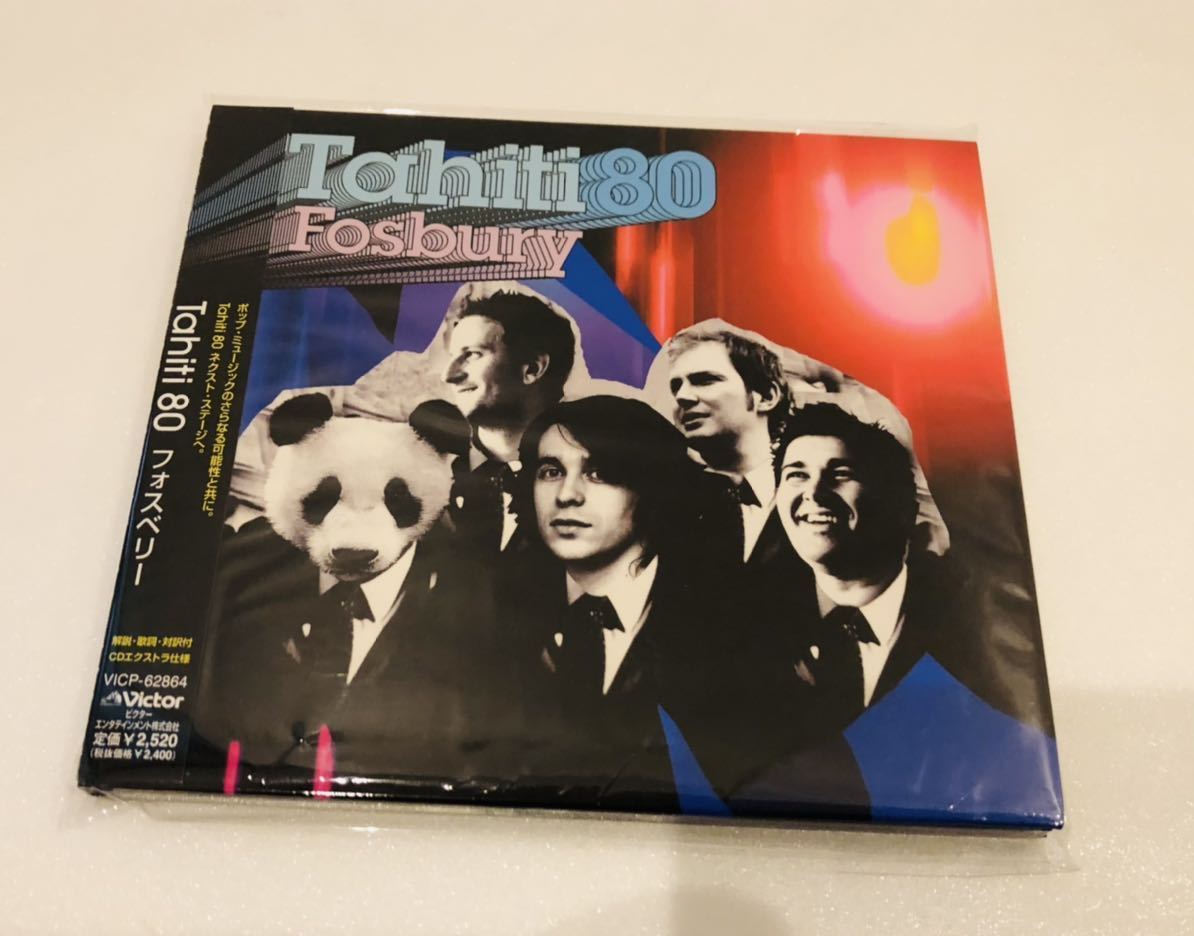 Tahiti 80
Fosbury
Tahiti 80 フォスベリー
ポップ・ミュージックのさらなる可能性と共に。
Tahiti 80 ネクスト・ステージへ。
解説・歌詞・対訳付
CDエクストラ仕様
VICP-62864
Victor
ビクター
エンタテインメント株式会社
定価¥2,520
(税抜価格¥2,400)